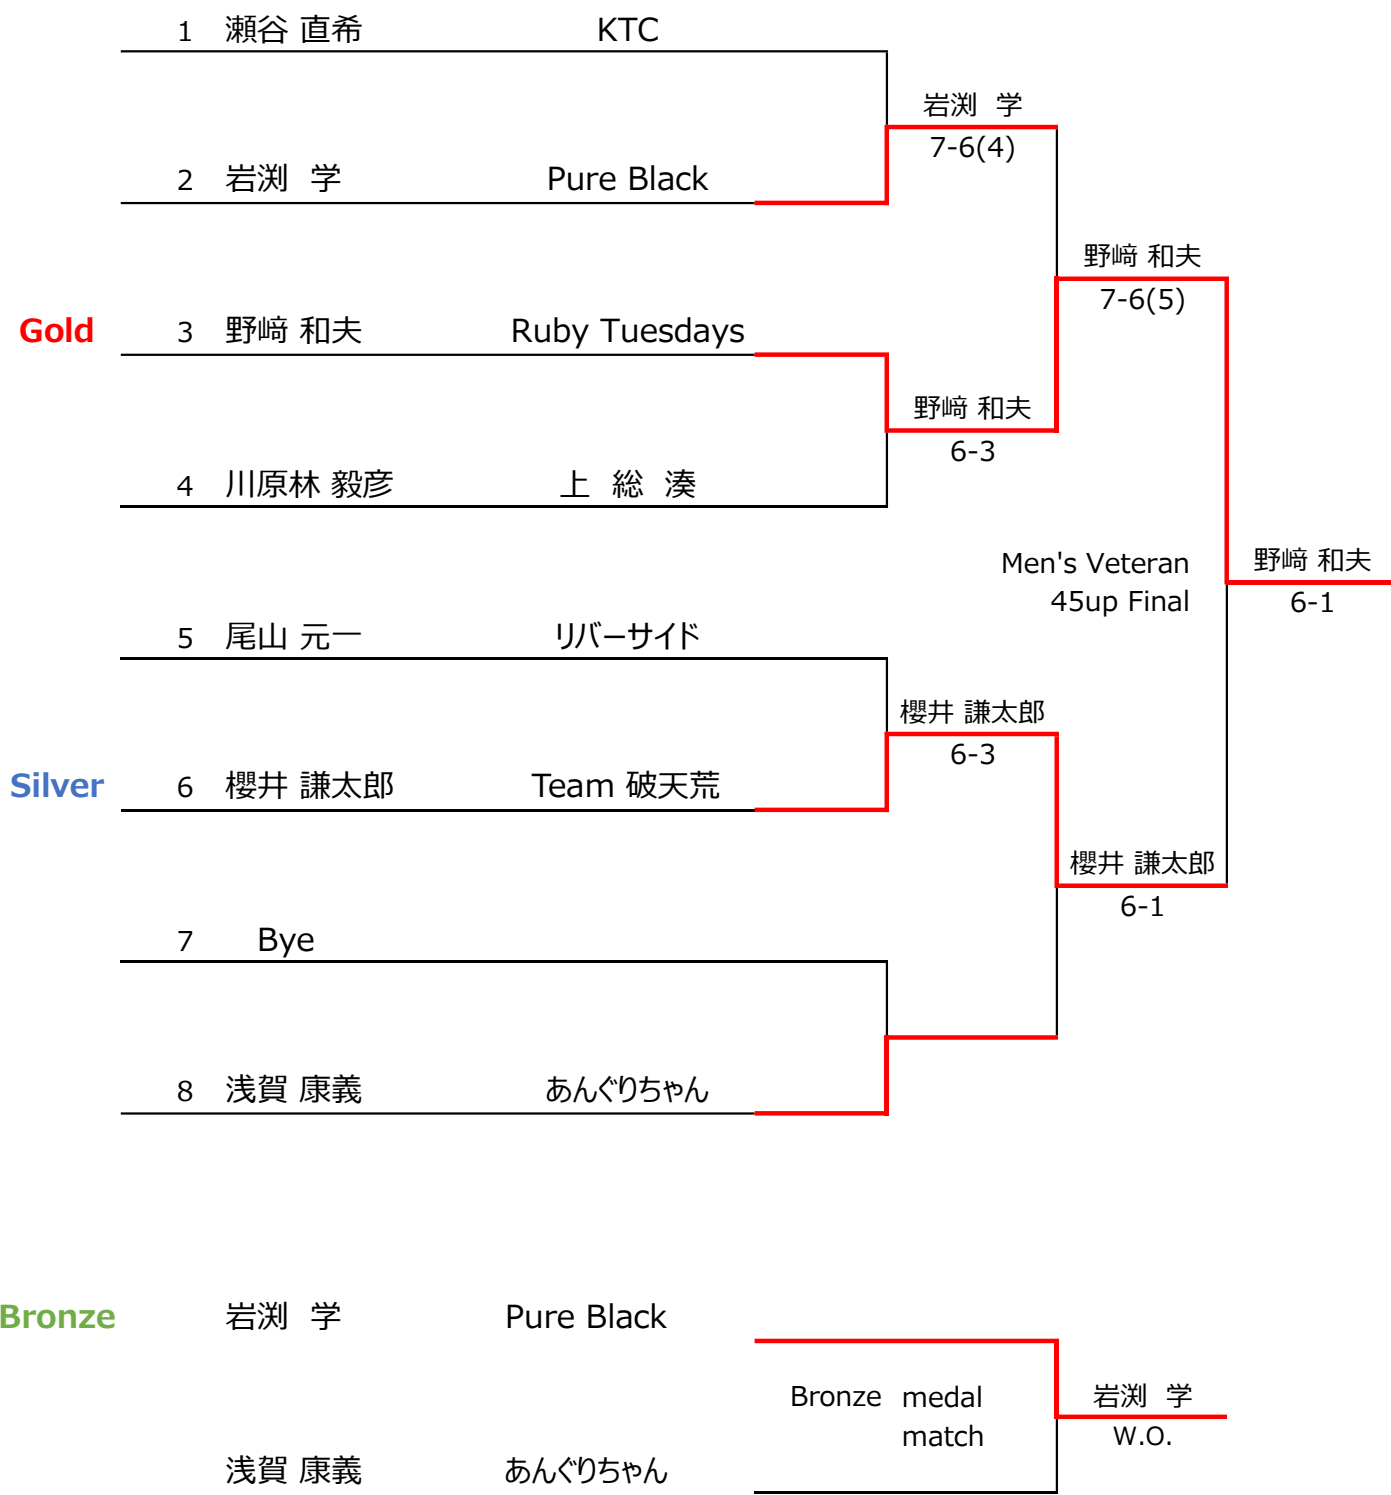 1 瀬谷 直希 KTC
岩渕 学
7-6(4)
2 岩渕 学 Pure Black
野﨑 和夫
7-6(5)
Gold 3 野﨑 和夫 Ruby Tuesdays
野﨑 和夫
6-3
4 川原林 毅彦 上 総 湊
Men's Veteran
45up Final
野﨑 和夫
6-1
5 尾山 元一 リバーサイド
櫻井 謙太郎
6-3
Silver 6 櫻井 謙太郎 Team 破天荒
櫻井 謙太郎
6-1
7 Bye
8 浅賀 康義 あんぐりちゃん
Bronze 岩渕 学 Pure Black
Bronze medal
match
岩渕 学
W.O.
浅賀 康義 あんぐりちゃん